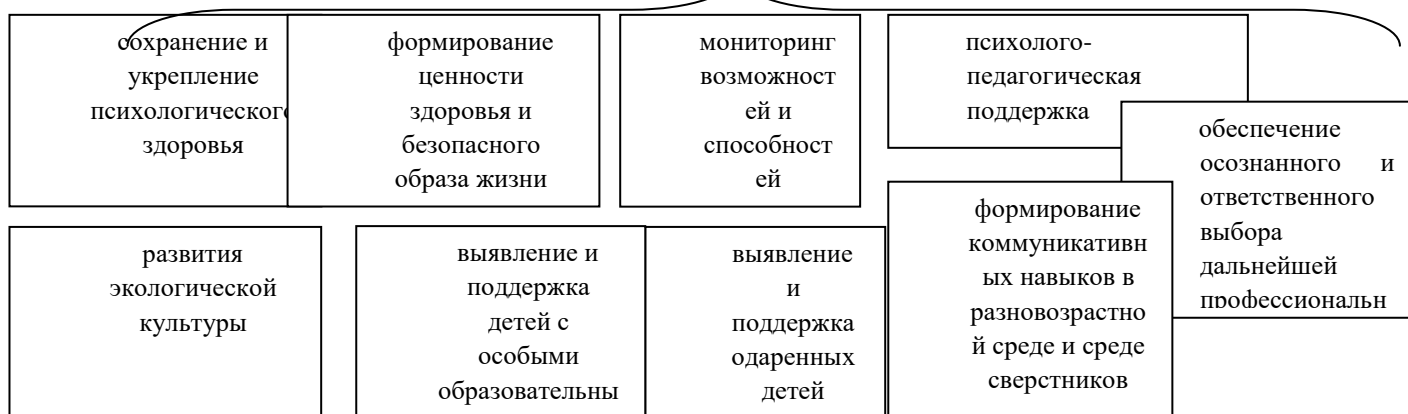 сохранение и
укрепление
психологического
здоровья
формирование
ценности
здоровья и
безопасного
образа жизни
мониторинг
возможност
ей и
способност
ей
психолого-
педагогическая
поддержка
обеспечение
осознанного и
ответственного
выбора
дальнейшей
профессиональн
развития
экологической
культуры
выявление и
поддержка
детей с
особыми
образовательны
выявление
и
поддержка
одаренных
детей
формирование
коммуникативн
ых навыков в
разновозрастно
й среде и среде
сверстников